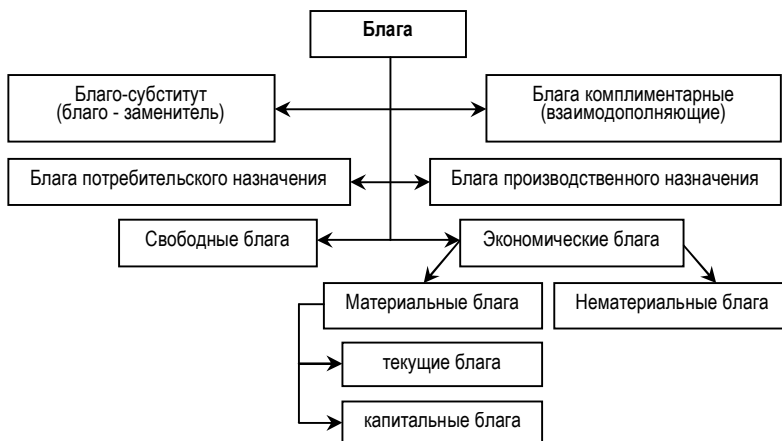 Блага
Благо-субститут
(благо - заменитель)
Блага комплиментарные
(взаимодополняющие)
Блага потребительского назначения
Блага производственного назначения
Свободные блага
Экономические блага
Материальные блага
Нематериальные блага
текущие блага
капитальные блага